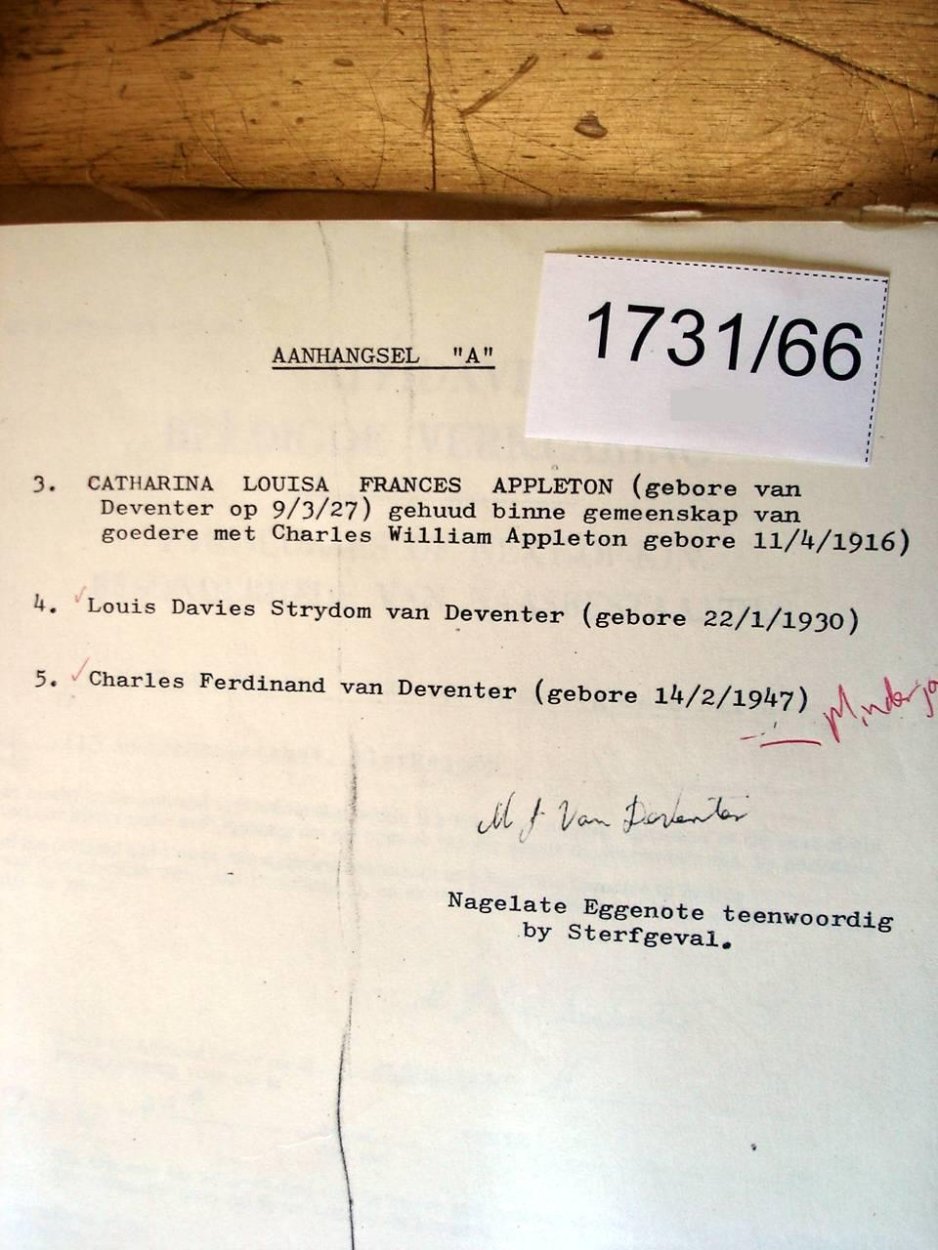 1731/66
AANHANGSEL "A"
3. CATHARINA LOUISA FRANCES APPLETON (gebore van
Deventer op 9/3/27) gehuud binne gemeenskap van
goedere met Charles William Appleton gebore 11/4/1916)
4. Louis Davies Strydom van Deventer (gebore 22/1/1930)
5. Charles Ferdinand van Deventer (gebore 14/2/1947)
M J Van Deventer
Nagelate Eggenote teenwoordig
by Sterfgeval.